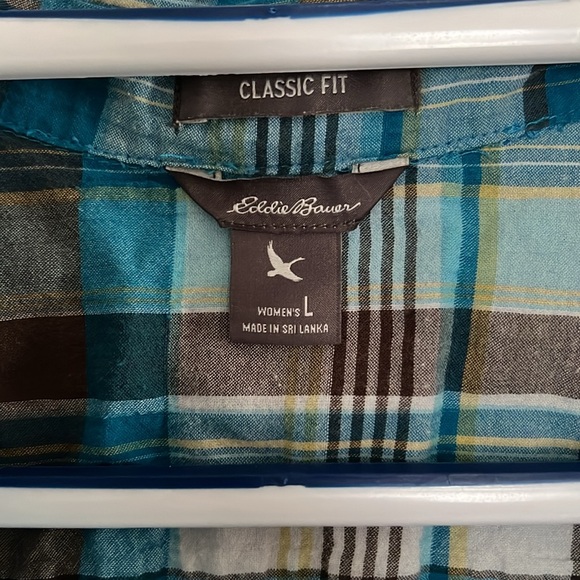 CLASSIC FIT
Eddie Bauer
WOMEN'S L
MADE IN SRI LANKA